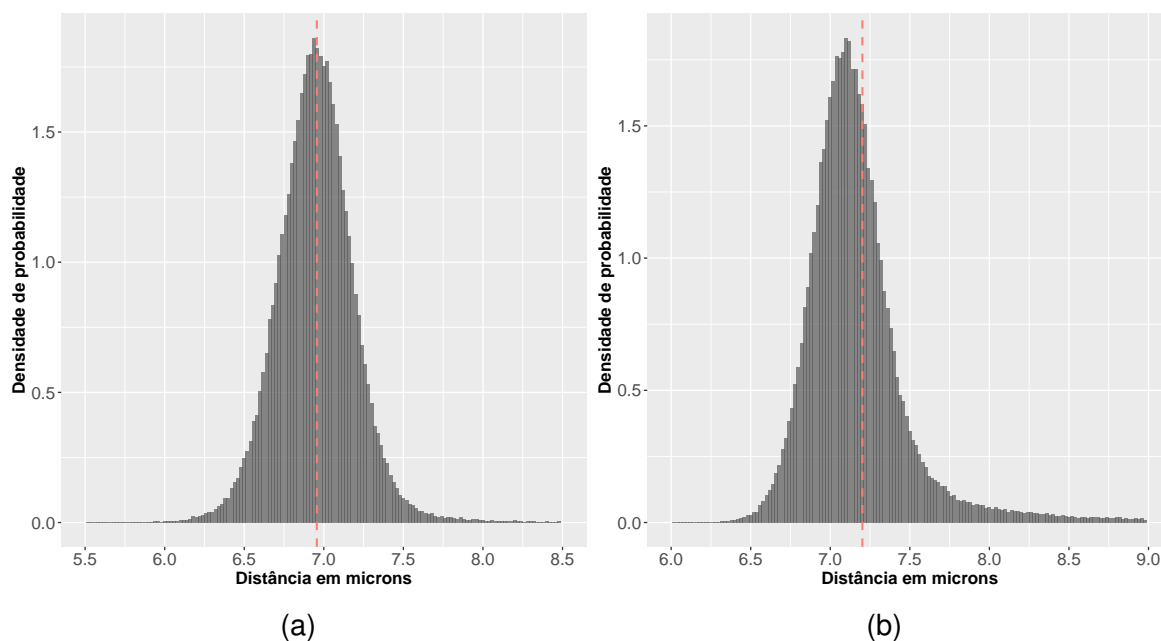 Densidade de probabilidade
1.5
1.0
0.5
0.0
5.5 6.0 6.5 7.0 7.5 8.0 8.5
Distância em microns
(a)
Densidade de probabilidade
1.5
1.0
0.5
0.0
6.0 6.5 7.0 7.5 8.0 8.5 9.0
Distância em microns
(b)